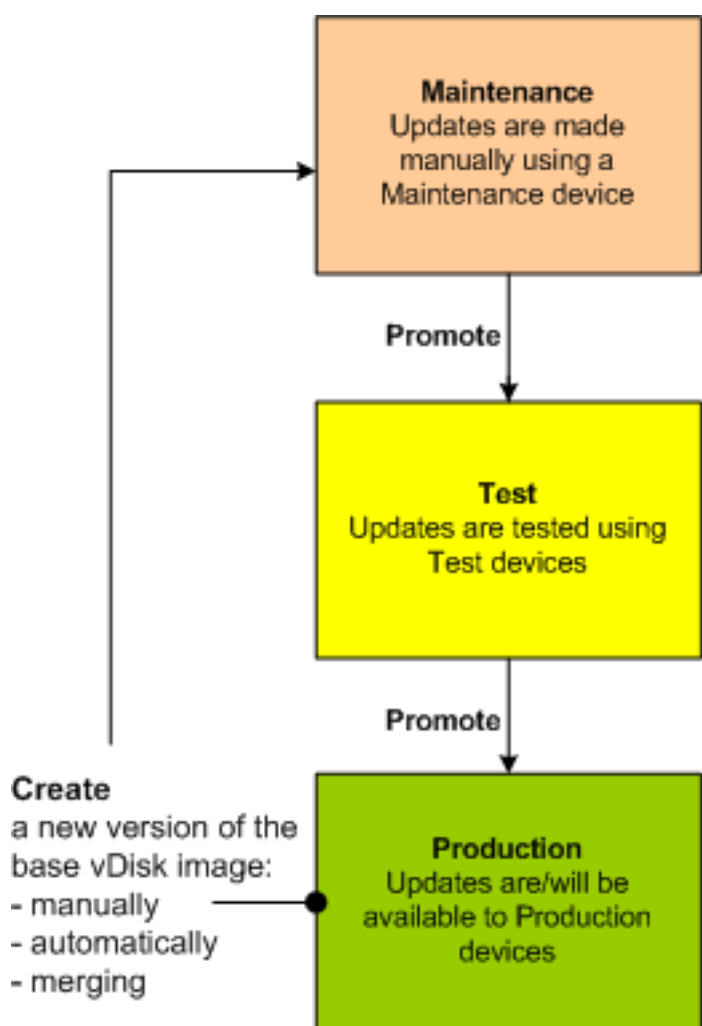 Maintenance
Updates are made
manually using a
Maintenance device
Promote
Test
Updates are tested using
Test devices
Promote
Create
a new version of the
base vDisk image:
- manually
- automatically
- merging
Production
Updates are/will be
available to Production
devices